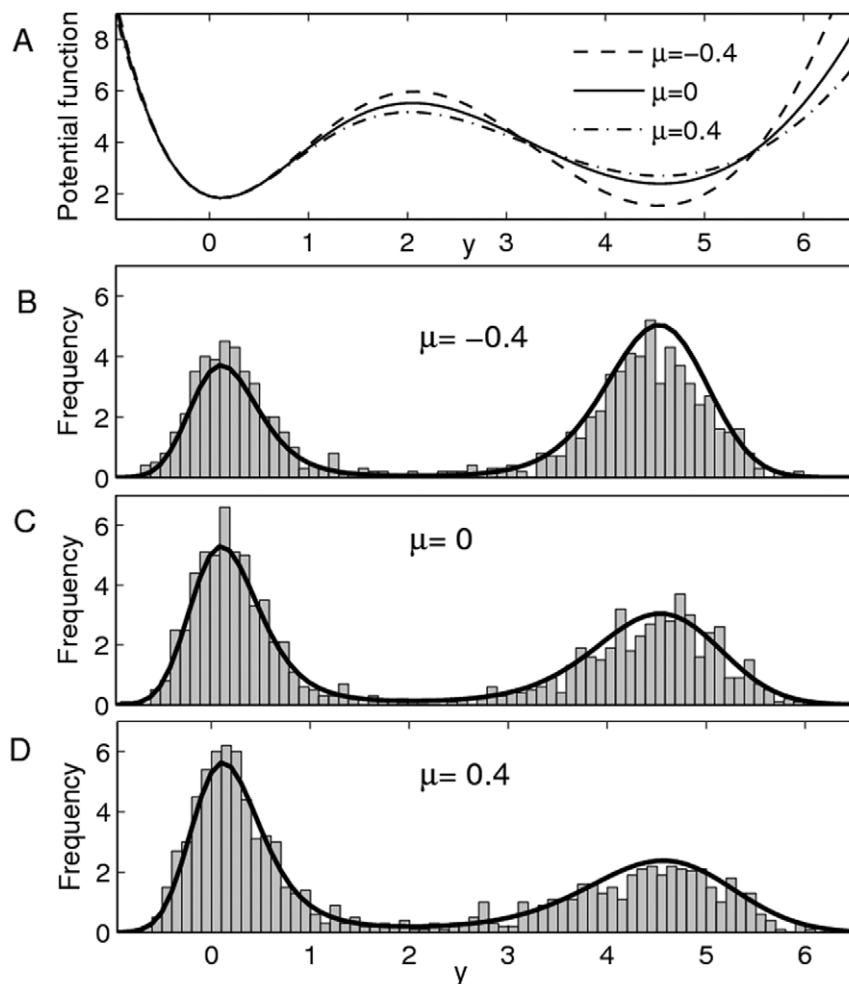 A
Potential function
8
6
4
2
μ=−0.4
μ=0
μ=0.4
0 1 2 3 4 5 6
y
B
Frequency
6
4
2
0
μ= −0.4
C
Frequency
6
4
2
0
μ= 0
D
Frequency
6
4
2
0
μ= 0.4
0 1 2 3 4 5 6
y